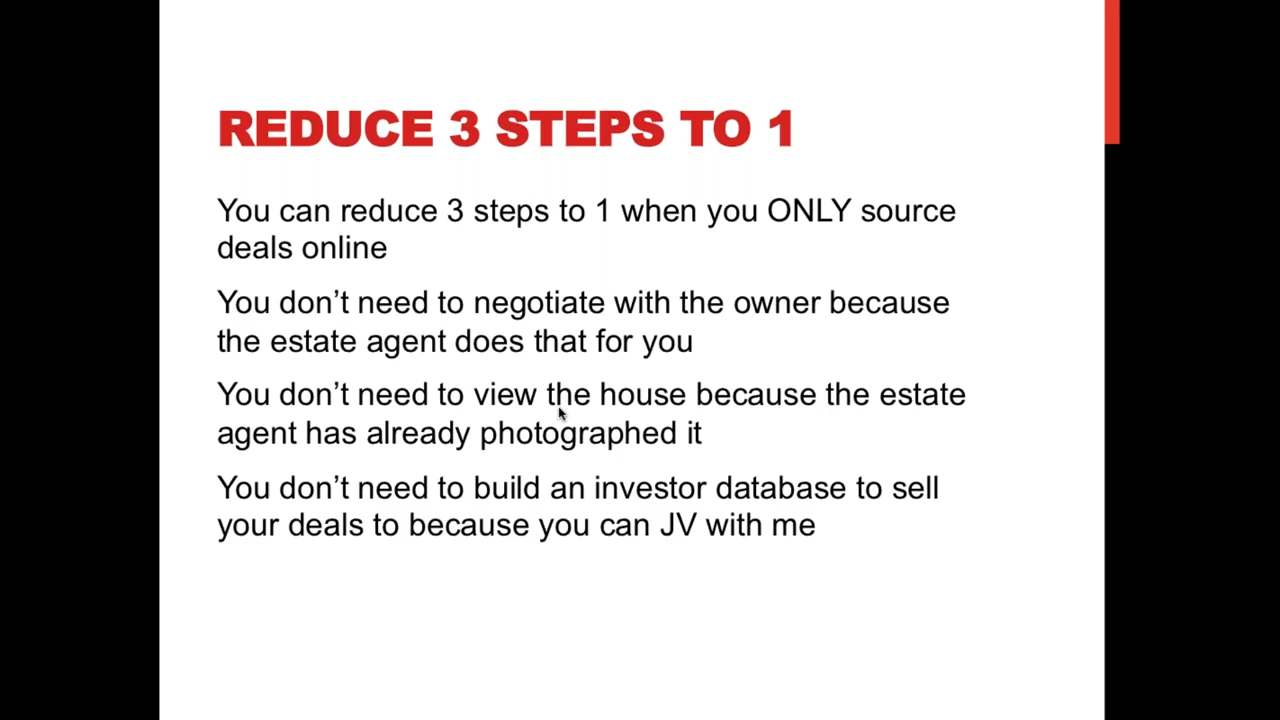 REDUCE 3 STEPS TO 1
You can reduce 3 steps to 1 when you ONLY source
deals online
You don’t need to negotiate with the owner because
the estate agent does that for you
You don’t need to view the house because the estate
agent has already photographed it
You don’t need to build an investor database to sell
your deals to because you can JV with me